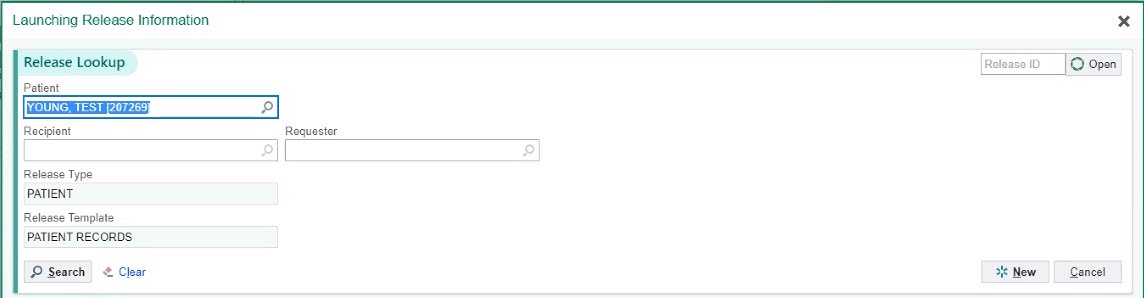 Launching Release Information
Release Lookup
Release ID
Open
Patient
YOUNG, TEST [207269]
Recipient
Requester
Release Type
PATIENT
Release Template
PATIENT RECORDS
Search
Clear
New
Cancel